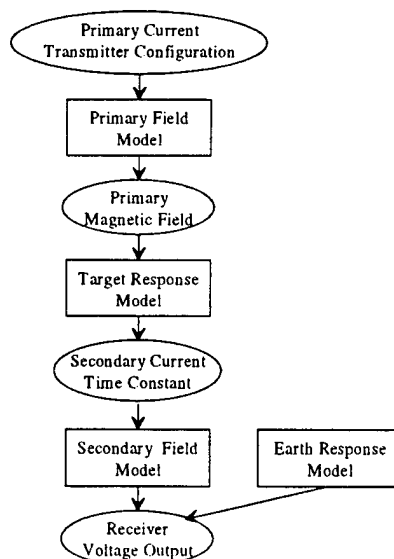 Primary Current
Transmitter Configuration
Primary Field
Model
Primary
Magnetic Field
Target Response
Model
Secondary Current
Time Constant
Secondary Field
Model
Earth Response
Model
Receiver
Voltage Output